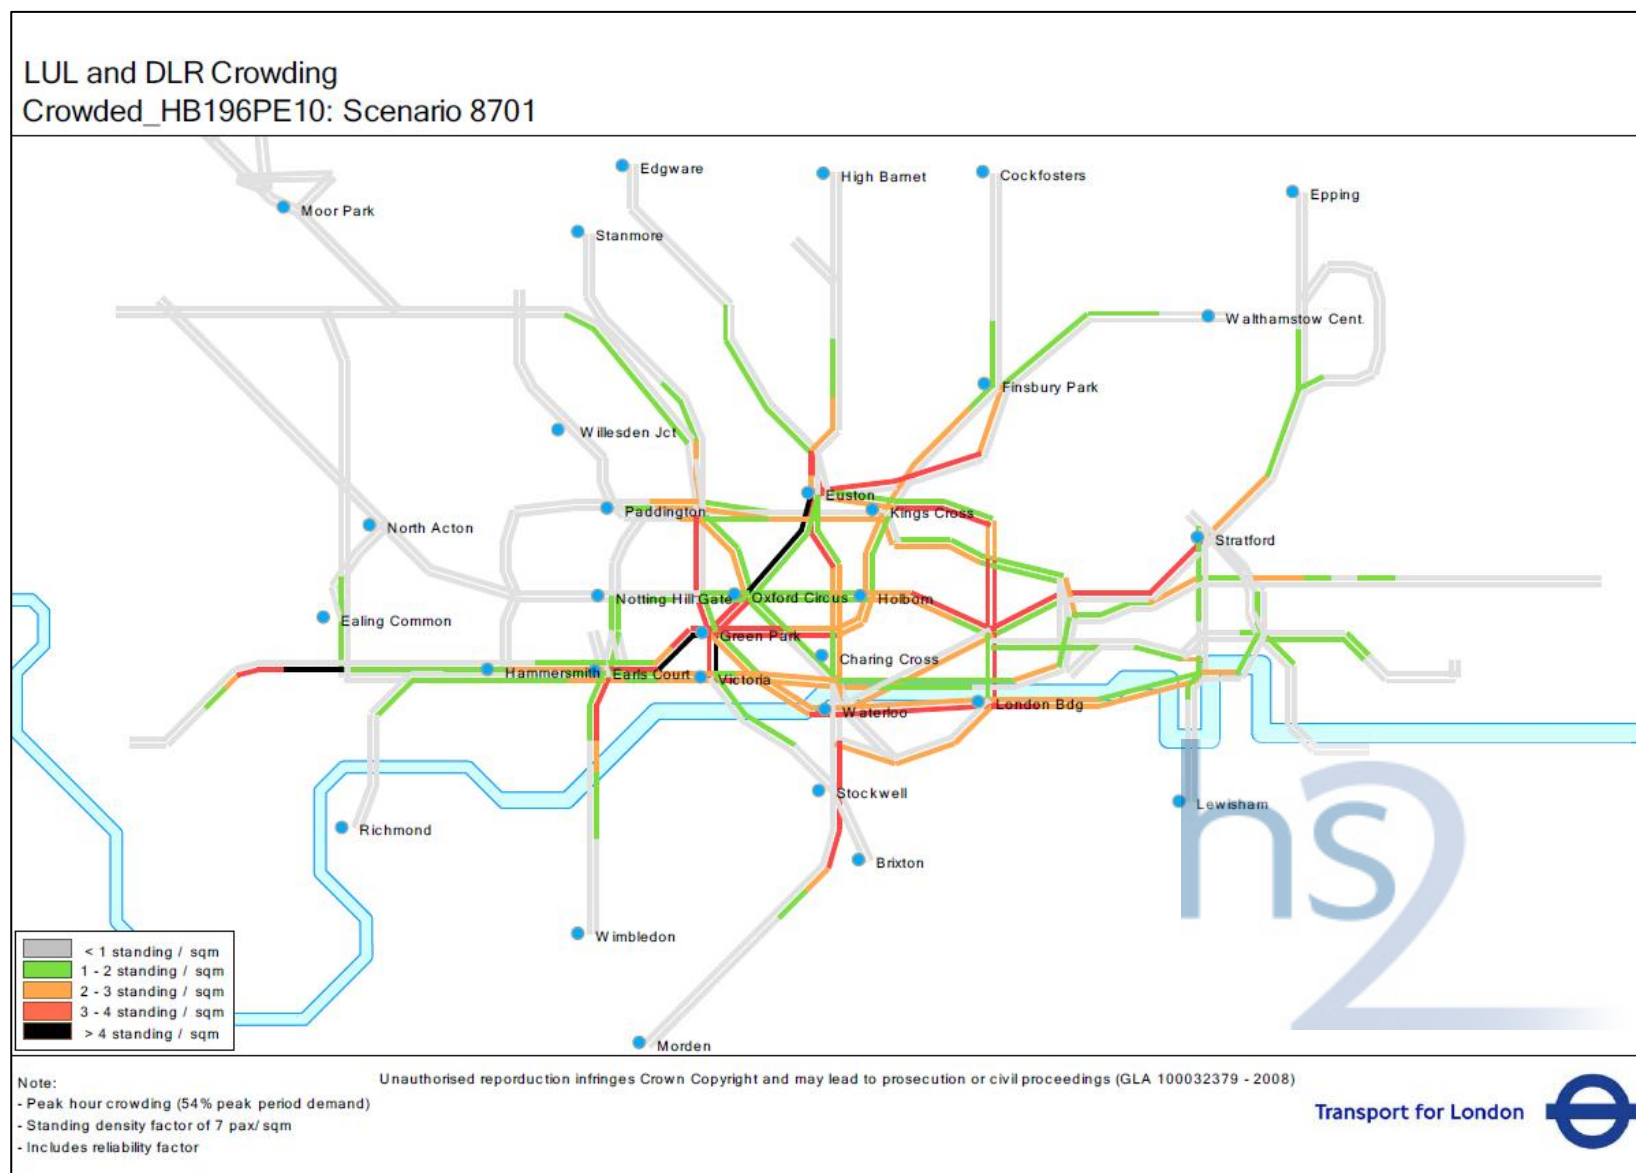 LUL and DLR Crowding
Crowded_HB196PE10: Scenario 8701
Edgware
High Barnet
Cockfosters
Epping
Moor Park
Stanmore
Walthamstow Cent.
Finsbury Park
Willesden Jct
Euston
Paddington
Kings Cross
North Acton
Stratford
Notting Hill Gate
Oxford Circus
Holborn
Ealing Common
Green Park
Charing Cross
Hammersmith
Earls Court
Victoria
Waterloo
London Bdg
Stockwell
Lewisham
Richmond
Brixton
hs2
Wimbledon
Morden
< 1 standing / sqm
1 - 2 standing / sqm
2 - 3 standing / sqm
3 - 4 standing / sqm
> 4 standing / sqm
Note:
Unauthorised reporduction infringes Crown Copyright and may lead to prosecution or civil proceedings (GLA 100032379 - 2008)
- Peak hour crowding (54% peak period demand)
- Standing density factor of 7 pax/sqm
- Includes reliability factor
Transport for London